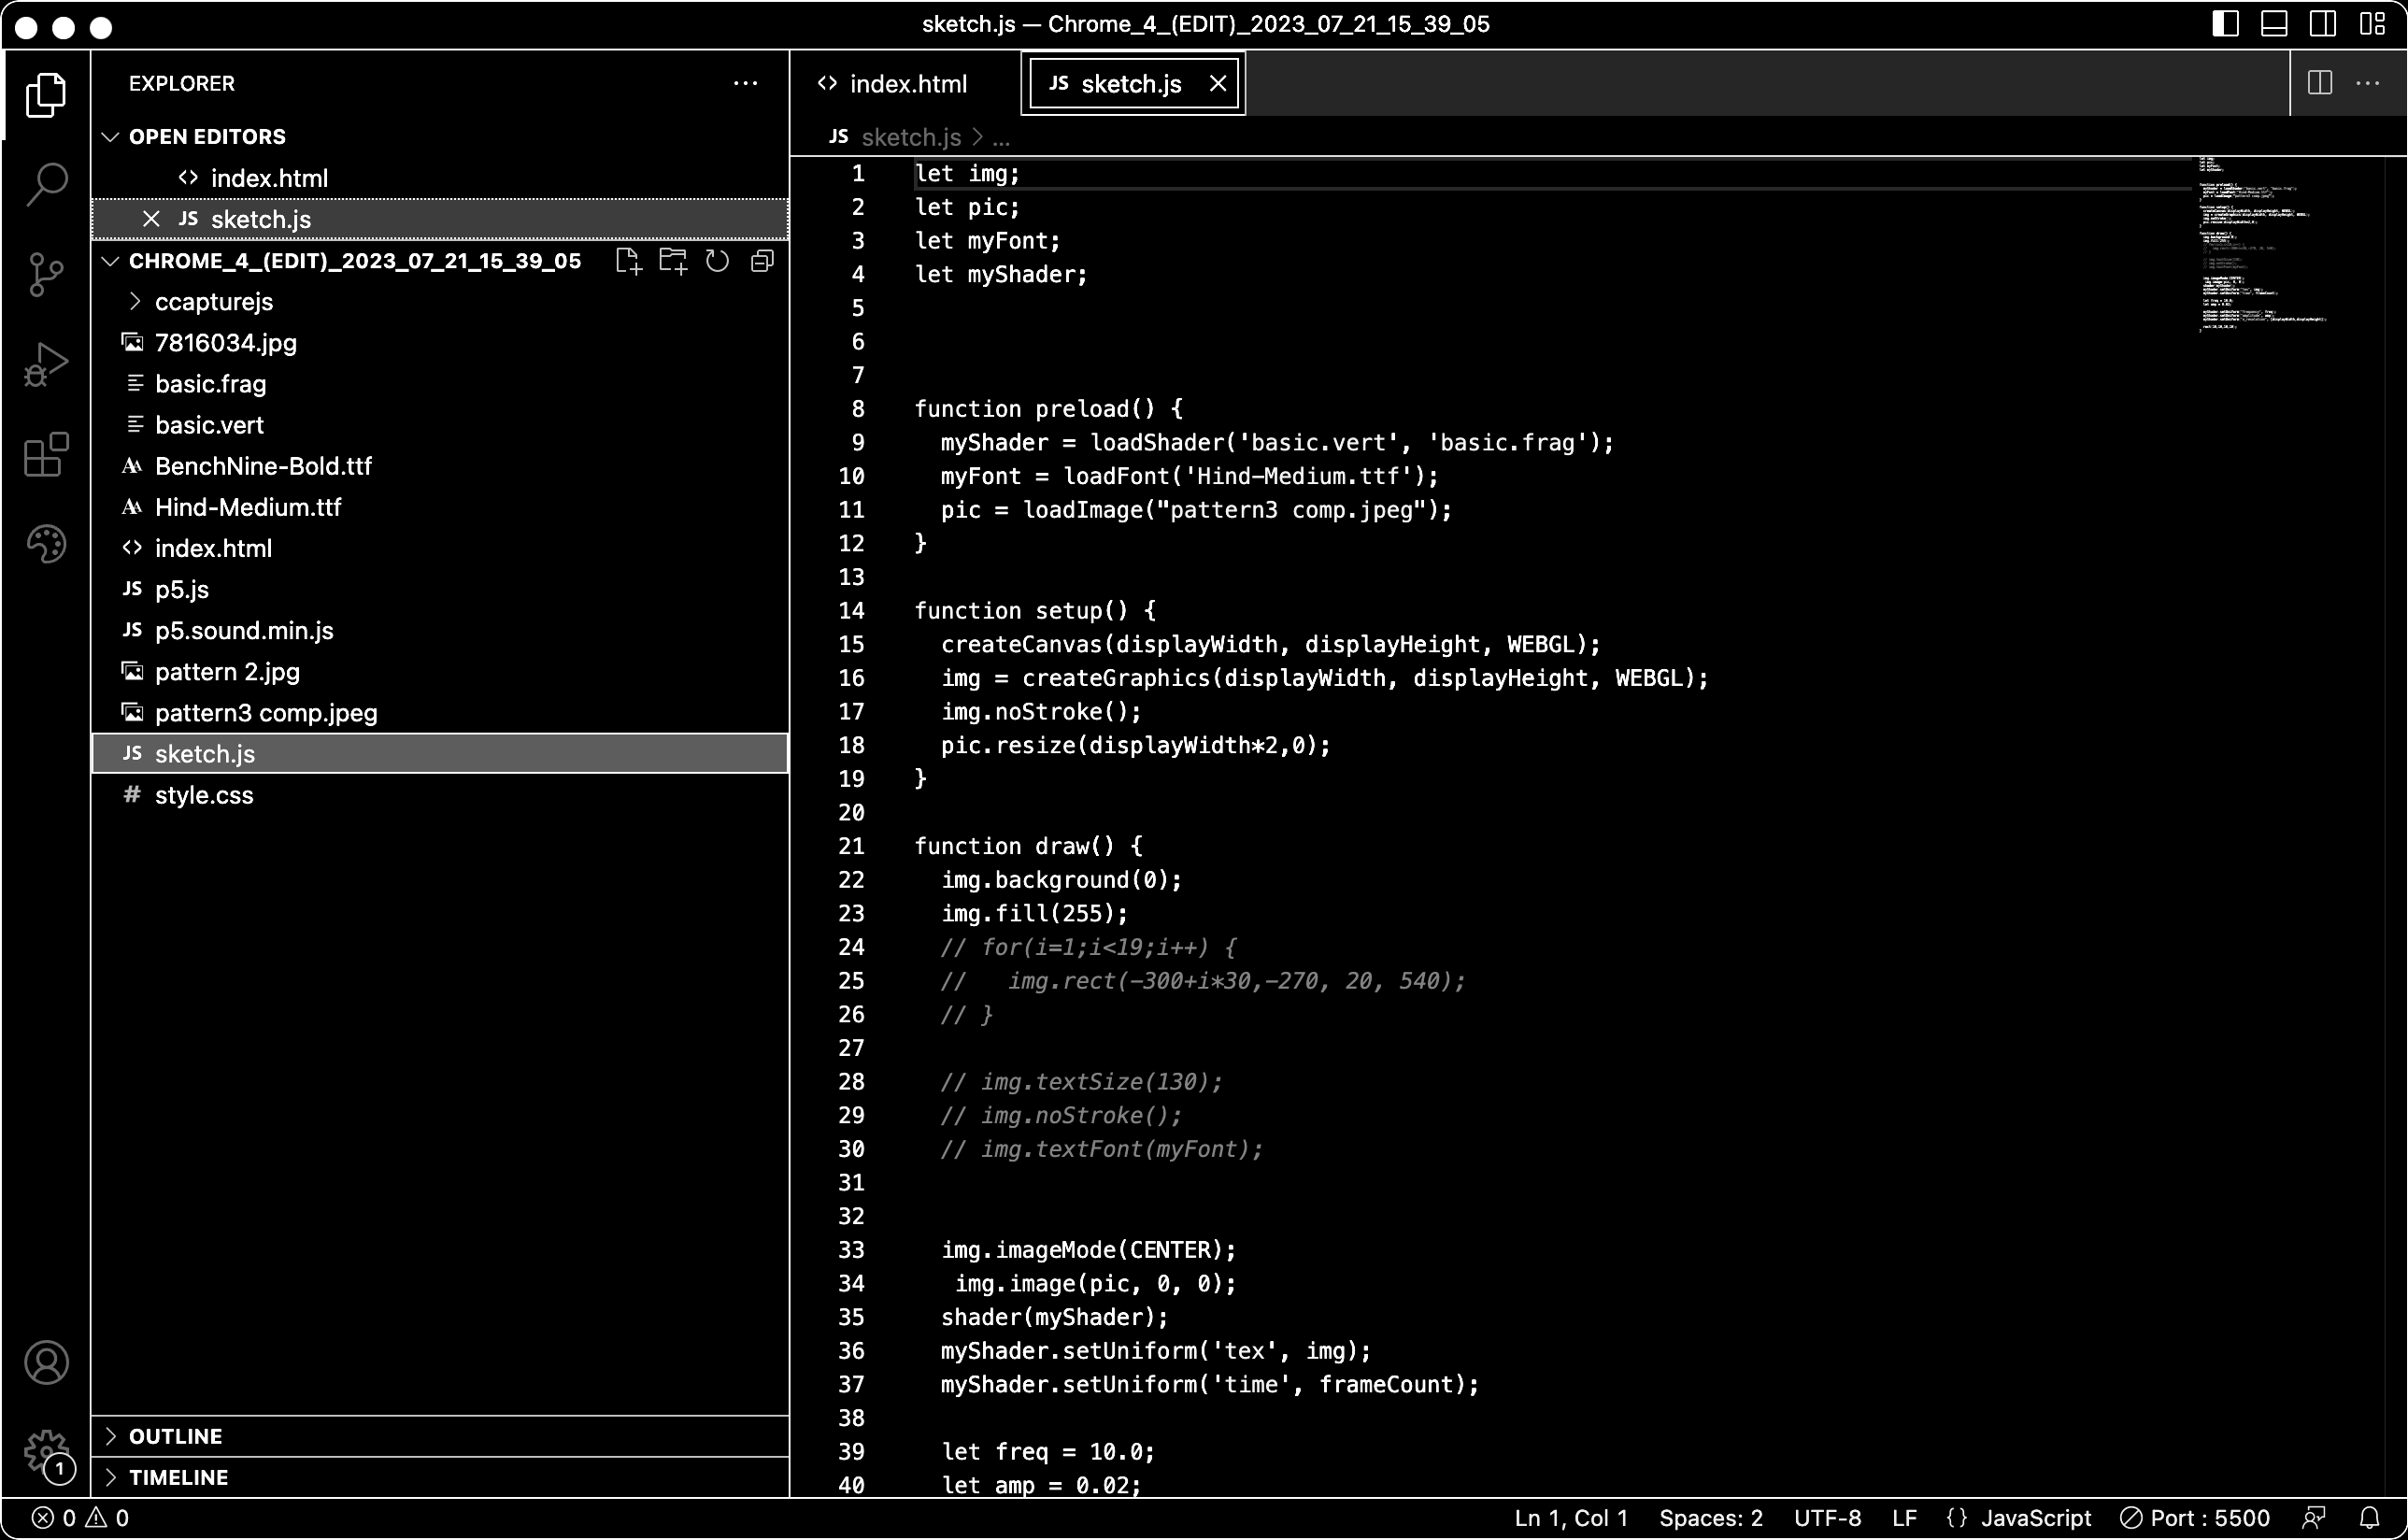 sketch.js — Chrome_4_(EDIT)_2023_07_21_15_39_05
EXPLORER
OPEN EDITORS
index.html
JS sketch.js
CHROME_4_(EDIT)_2023_07_21_15_39_05
ccapturejs
7816034.jpg
basic.frag
basic.vert
BenchNine-Bold.ttf
Hind-Medium.ttf
index.html
JS p5.js
JS p5.sound.min.js
pattern 2.jpg
pattern3 comp.jpeg
JS sketch.js
# style.css
OUTLINE
TIMELINE
1
index.html
JS sketch.js
JS sketch.js > ...
1 let img;
2 let pic;
3 let myFont;
4 let myShader;
5
6
7
8 function preload() {
9   myShader = loadShader('basic.vert', 'basic.frag');
10   myFont = loadFont('Hind-Medium.ttf');
11   pic = loadImage("pattern3 comp.jpeg");
12 }
13
14 function setup() {
15   createCanvas(displayWidth, displayHeight, WEBGL);
16   img = createGraphics(displayWidth, displayHeight, WEBGL);
17   img.noStroke();
18   pic.resize(displayWidth*2,0);
19 }
20
21 function draw() {
22   img.background(0);
23   img.fill(255);
24   // for(i=1;i<19;i++) {
25   //   img.rect(-300+i*30,-270, 20, 540);
26   // }
27
28   // img.textSize(130);
29   // img.noStroke();
30   // img.textFont(myFont);
31
32
33   img.imageMode(CENTER);
34    img.image(pic, 0, 0);
35   shader(myShader);
36   myShader.setUniform('tex', img);
37   myShader.setUniform('time', frameCount);
38
39   let freq = 10.0;
40   let amp = 0.02;
0 0
Ln 1, Col 1 Spaces: 2 UTF-8 LF {} JavaScript Port : 5500